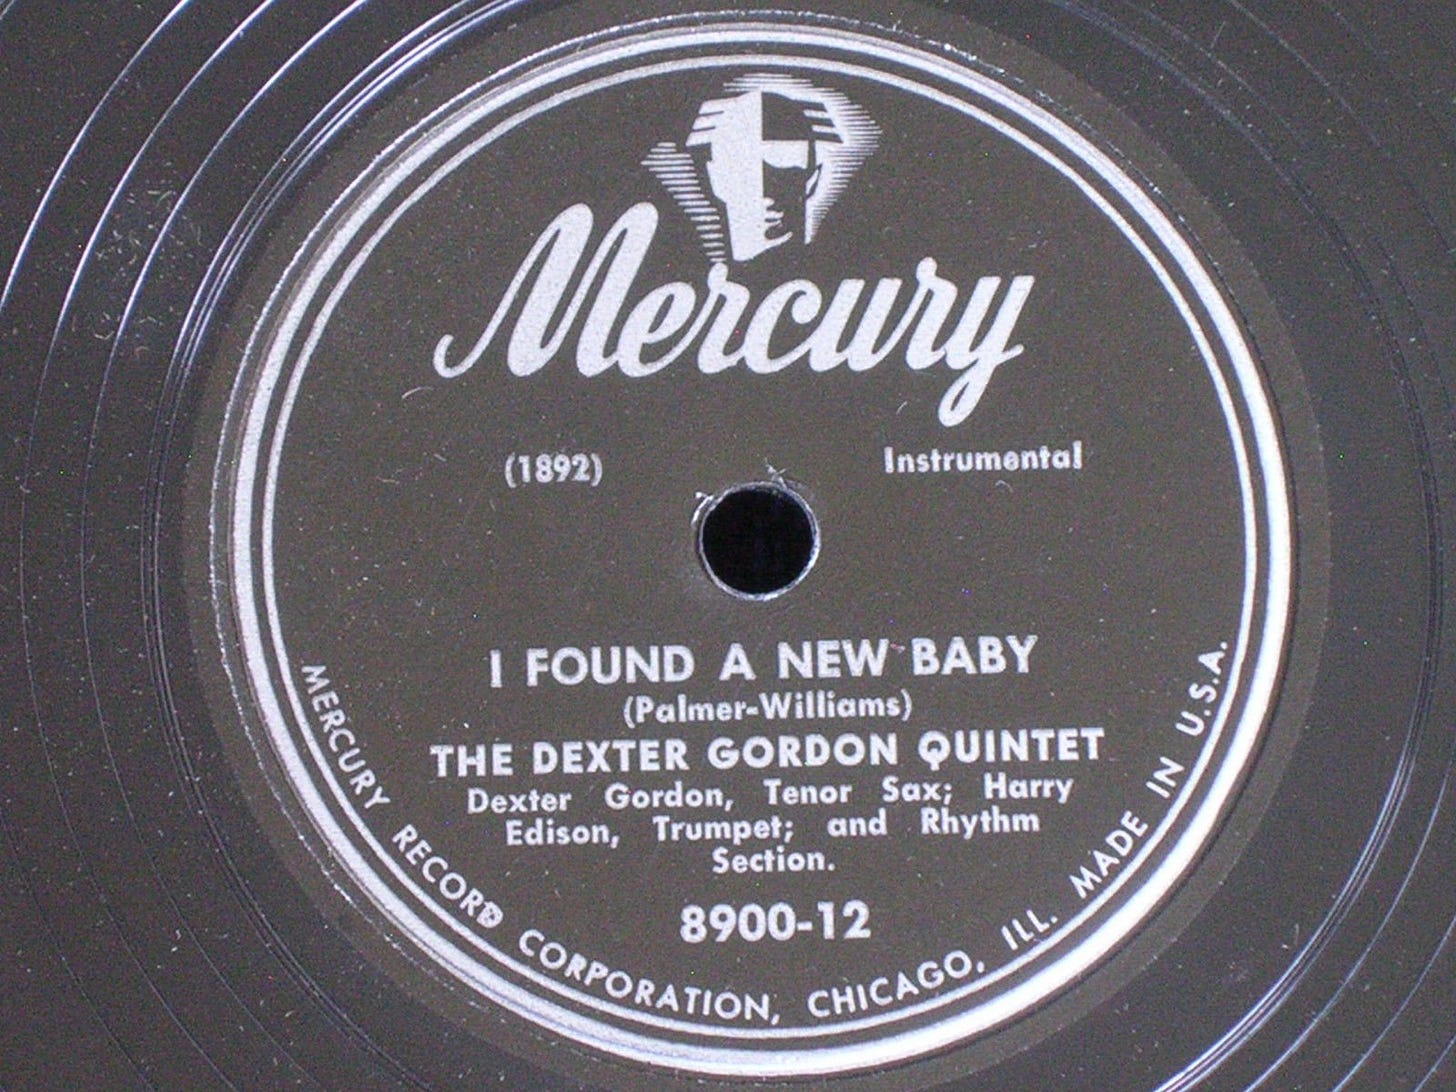 Mercury
(1892) Instrumental
I FOUND A NEW BABY
(Palmer-Williams)
THE DEXTER GORDON QUINTET
Dexter Gordon, Tenor Sax; Harry
Edison, Trumpet; and Rhythm
Section.
8900-12
MERCURY RECORD CORPORATION, CHICAGO, ILL. MADE IN U.S.A.